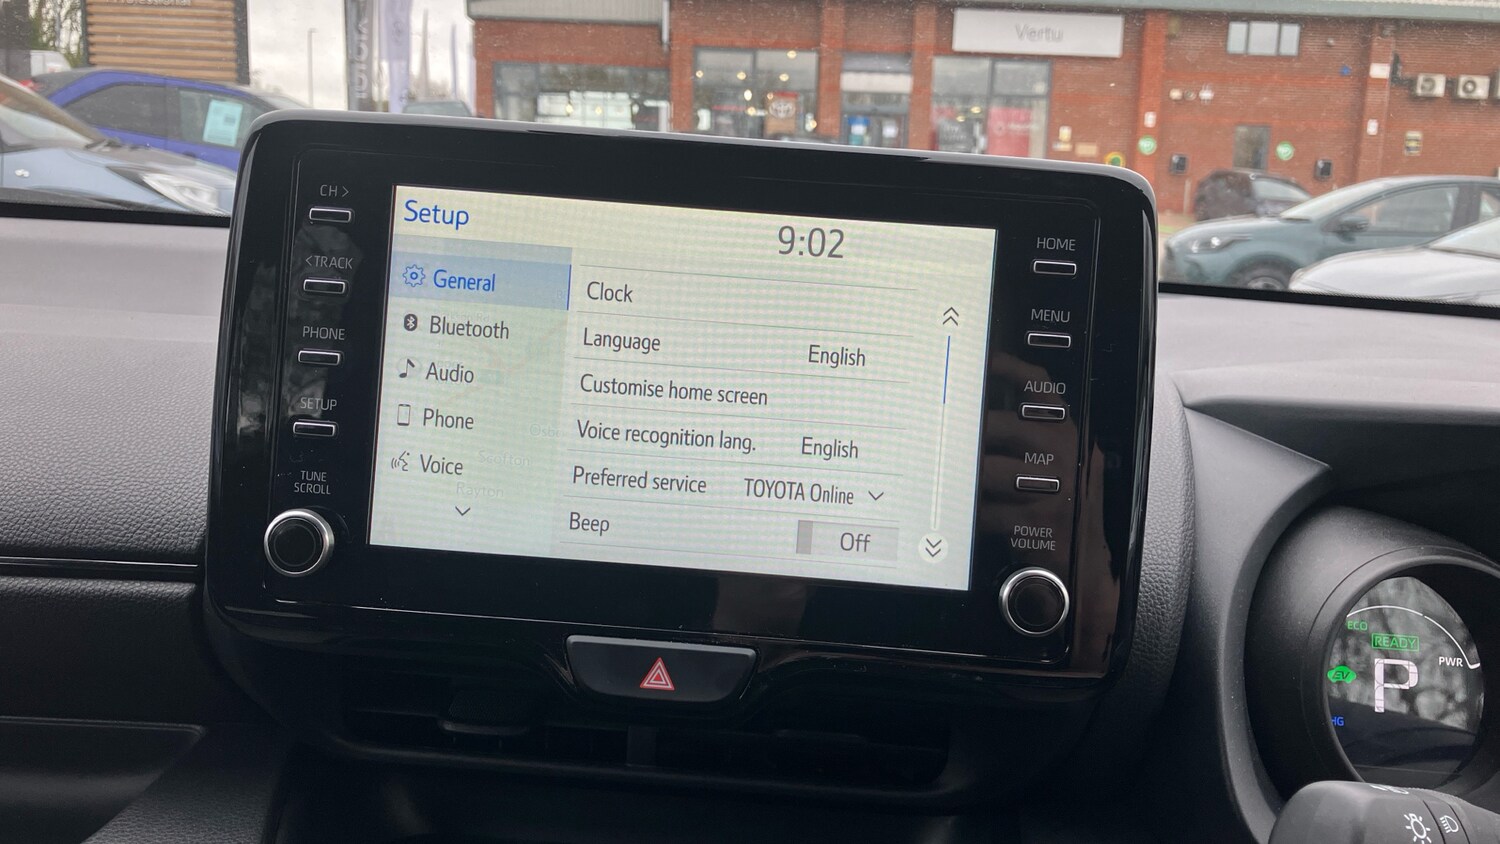 Professional
Vertu
CH >
< TRACK
PHONE
SETUP
TUNE
SCROLL
Setup
9:02
General
Bluetooth
Audio
Phone
Voice
Clock
Language English
Customise home screen
Voice recognition lang. English
Preferred service TOYOTA Online
Beep Off
HOME
MENU
AUDIO
MAP
POWER
VOLUME
ECO
READY
PWR
EV
P